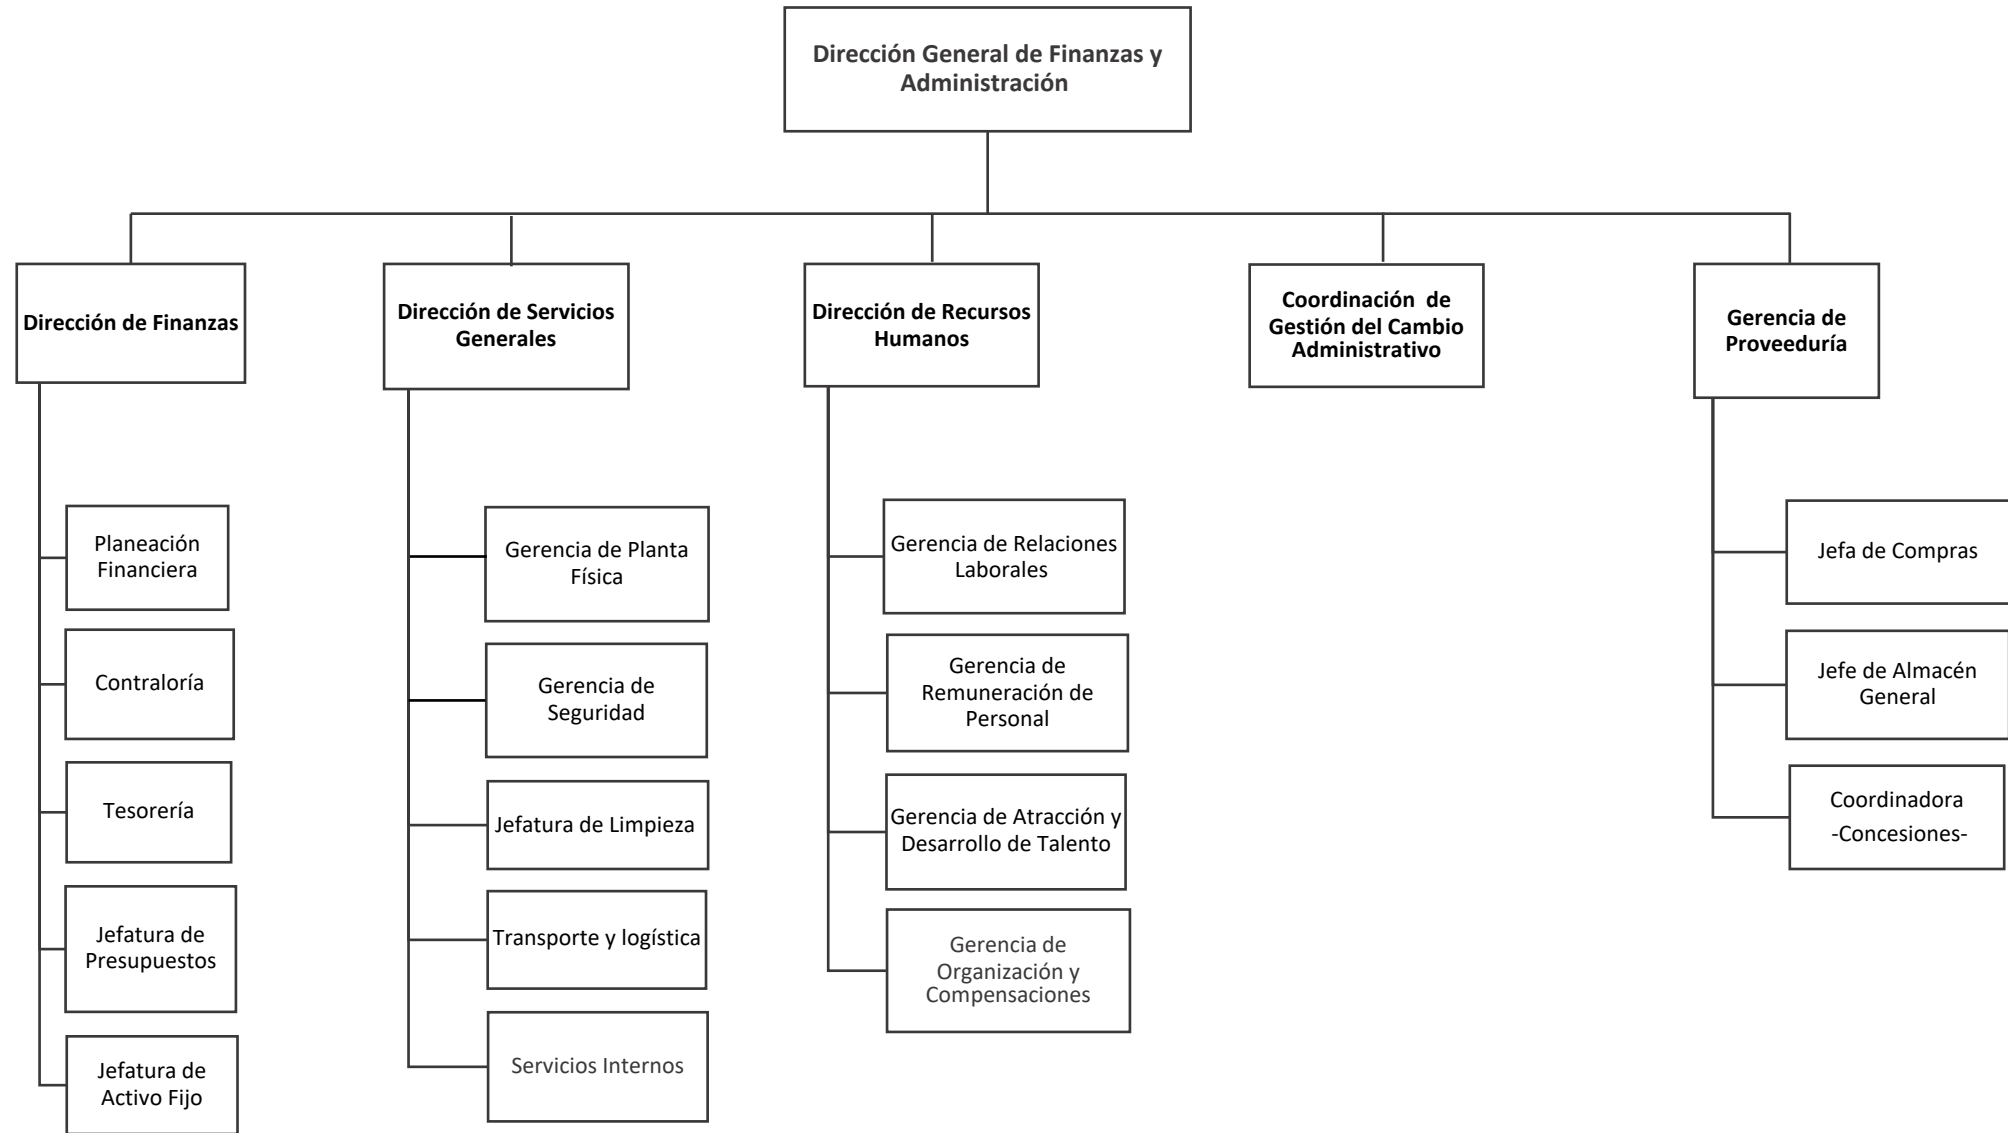 Dirección General de Finanzas y
Administración
Dirección de Finanzas
Dirección de Servicios
Generales
Dirección de Recursos
Humanos
Coordinación de
Gestión del Cambio
Administrativo
Gerencia de
Proveeduría
Planeación
Financiera
Contraloría
Tesorería
Jefatura de
Presupuestos
Jefatura de
Activo Fijo
Gerencia de Planta
Física
Gerencia de
Seguridad
Jefatura de Limpieza
Transporte y logística
Servicios Internos
Gerencia de Relaciones
Laborales
Gerencia de
Remuneración de
Personal
Gerencia de Atracción y
Desarrollo de Talento
Gerencia de
Organización y
Compensaciones
Jefa de Compras
Jefe de Almacén
General
Coordinadora
-Concesiones-